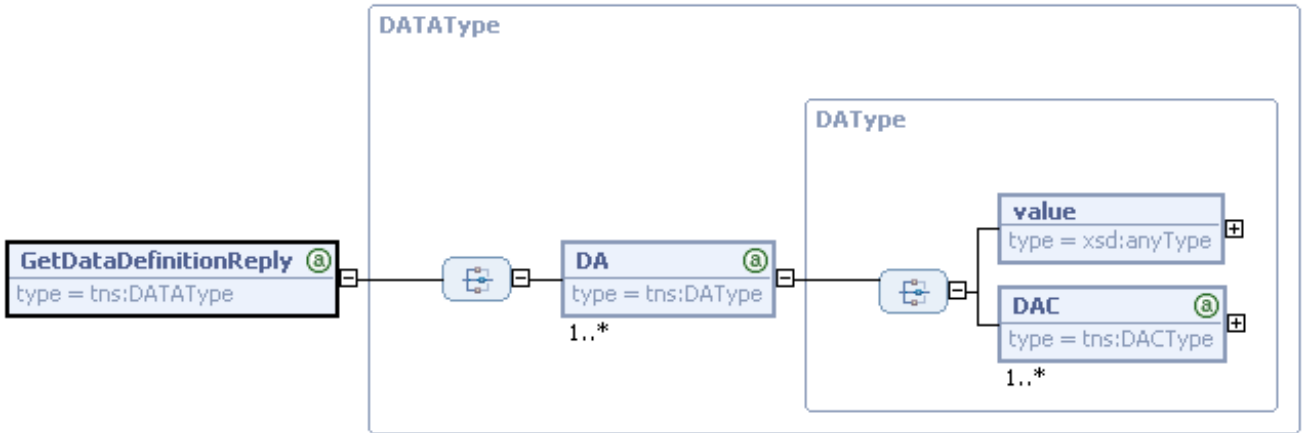 DATAType
DAType
value
type = xsd:anyType
GetDataDefinitionReply a
type = tns:DATAType
DA a
type = tns:DAType
1..*
DAC a
type = tns:DACType
1..*